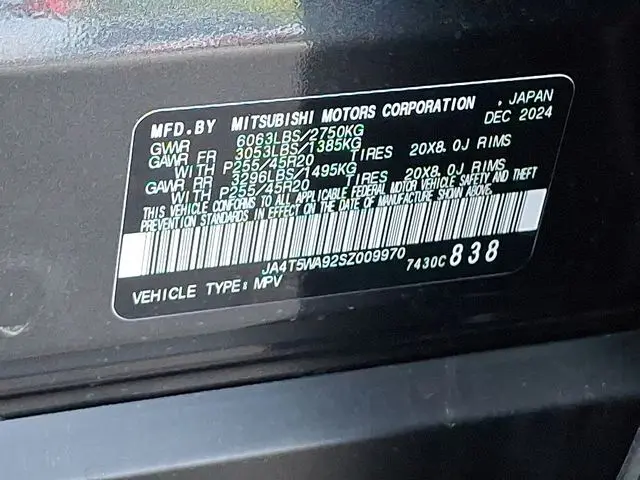 MFD.BY MITSUBISHI MOTORS CORPORATION , JAPAN
GVWR 6063LBS/2750KG DEC 2024
GAWR FR 3053LBS/1385KG
WITH P255/45R20 TIRES 20X8.0J RIMS
GAWR RR 3296LBS/1495KG
WITH P255/45R20 TIRES 20X8.0J RIMS
THIS VEHICLE CONFORMS TO ALL APPLICABLE FEDERAL MOTOR VEHICLE SAFETY AND THEFT
PREVENTION STANDARDS IN EFFECT ON THE DATE OF MANUFACTURE SHOWN ABOVE.
JA4T5WA92SZ009970 7430C 838
VEHICLE TYPE: MPV